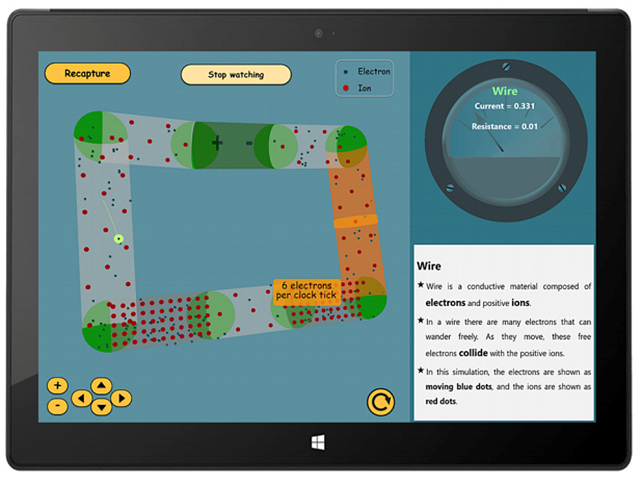 Recapture
Stop watching
Electron
Ion
+ -
6 electrons
per clock tick
+
-
Wire
Current = 0.331
Resistance = 0.01
Wire
★ Wire is a conductive material composed of
electrons and positive ions.
★ In a wire there are many electrons that can
wander freely. As they move, these free
electrons collide with the positive ions.
★ In this simulation, the electrons are shown as
moving blue dots, and the ions are shown as
red dots.